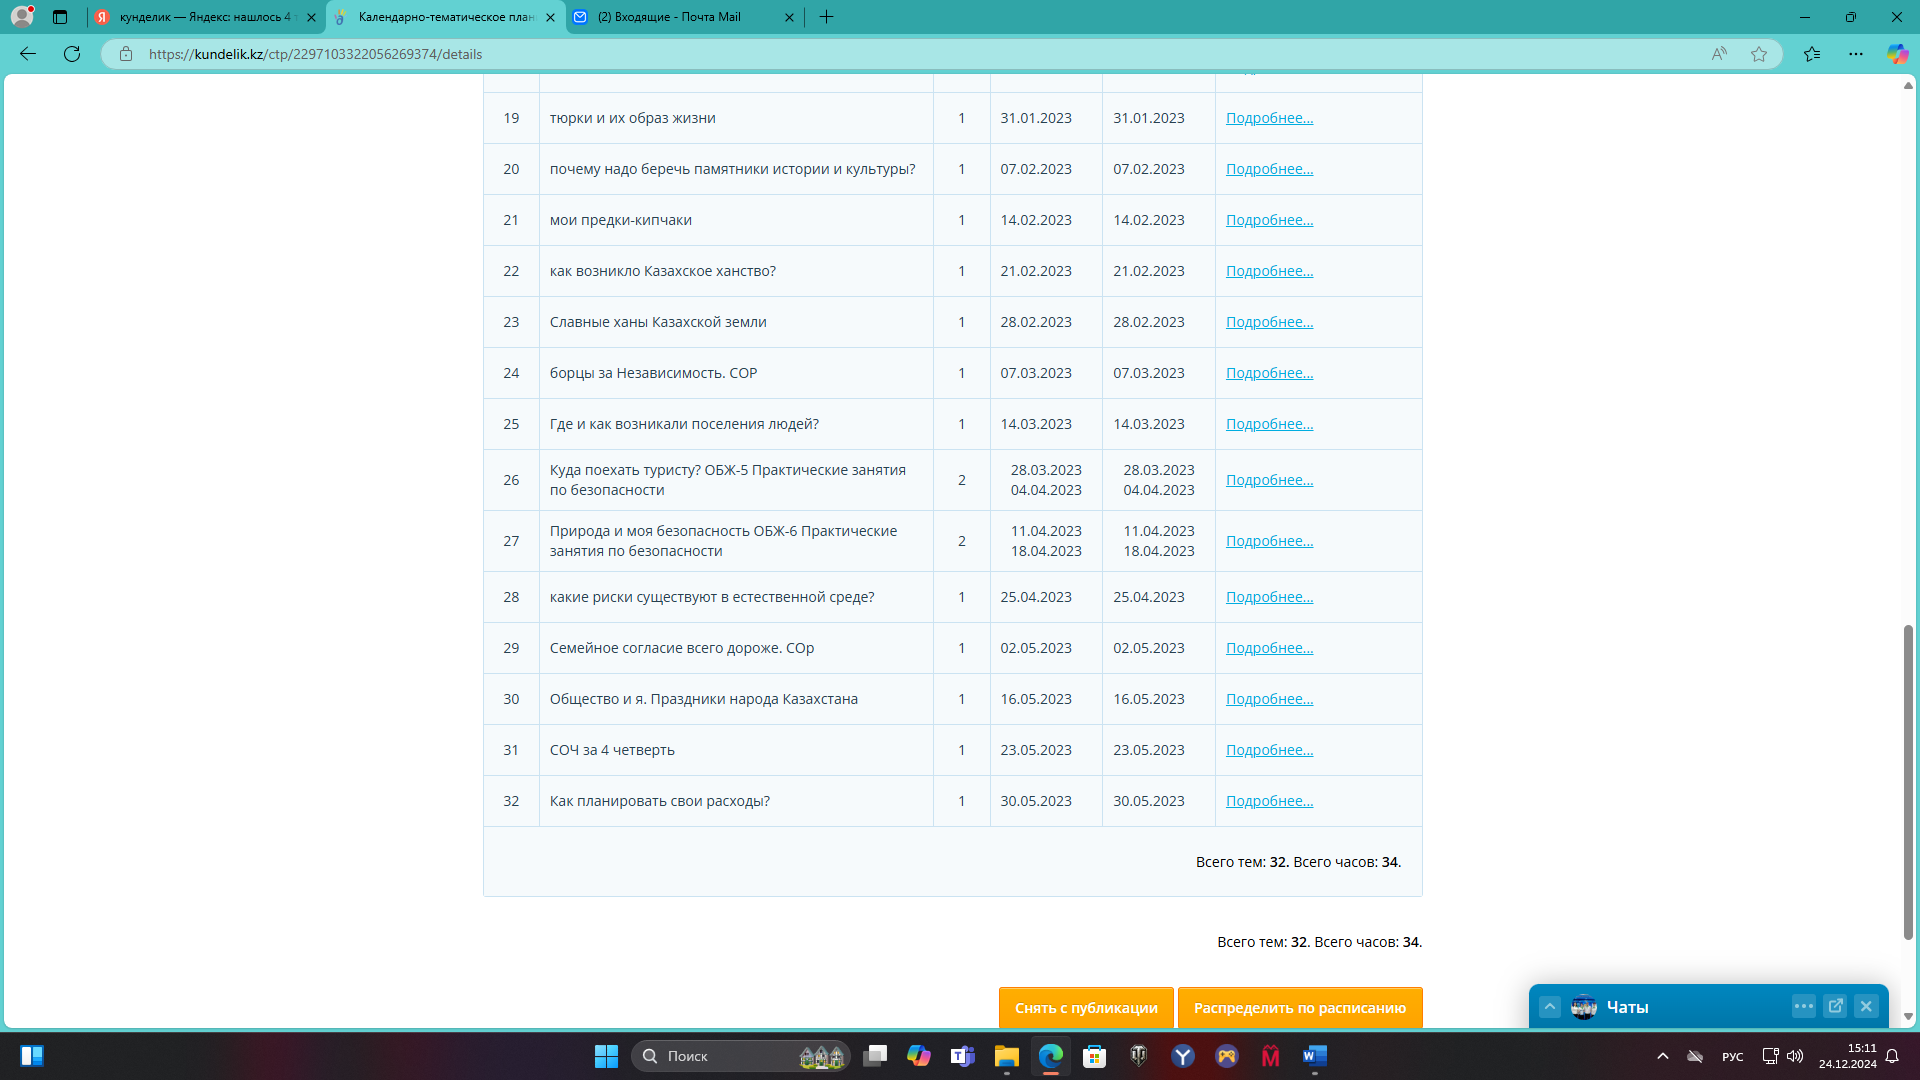 кунделик — Яндекс: нашлось 4 т
Календарно-тематическое план
(2) Входящие - Почта Mail
https://kundelik.kz/ctp/2297103322056269374/details
19 тюрки и их образ жизни 1 31.01.2023 31.01.2023 Подробнее...
20 почему надо беречь памятники истории и культуры? 1 07.02.2023 07.02.2023 Подробнее...
21 мои предки-кипчаки 1 14.02.2023 14.02.2023 Подробнее...
22 как возникло Казахское ханство? 1 21.02.2023 21.02.2023 Подробнее...
23 Славные ханы Казахской земли 1 28.02.2023 28.02.2023 Подробнее...
24 борцы за Независимость. СОР 1 07.03.2023 07.03.2023 Подробнее...
25 Где и как возникали поселения людей? 1 14.03.2023 14.03.2023 Подробнее...
Куда поехать туристу? ОБЖ-5 Практические занятия 28.03.2023 28.03.2023
26 2 Подробнее...
по безопасности 04.04.2023 04.04.2023
Природа и моя безопасность ОБЖ-6 Практические 11.04.2023 11.04.2023
27 2 Подробнее...
занятия по безопасности 18.04.2023 18.04.2023
28 какие риски существуют в естественной среде? 1 25.04.2023 25.04.2023 Подробнее...
29 Семейное согласие всего дороже. СОр 1 02.05.2023 02.05.2023 Подробнее...
30 Общество и я. Праздники народа Казахстана 1 16.05.2023 16.05.2023 Подробнее...
31 СОЧ за 4 четверть 1 23.05.2023 23.05.2023 Подробнее...
32 Как планировать свои расходы? 1 30.05.2023 30.05.2023 Подробнее...
Всего тем: 32. Всего часов: 34.
Всего тем: 32. Всего часов: 34.
Снять с публикации
Распределить по расписанию
Чаты
Поиск
РУС
15:11
24.12.2024